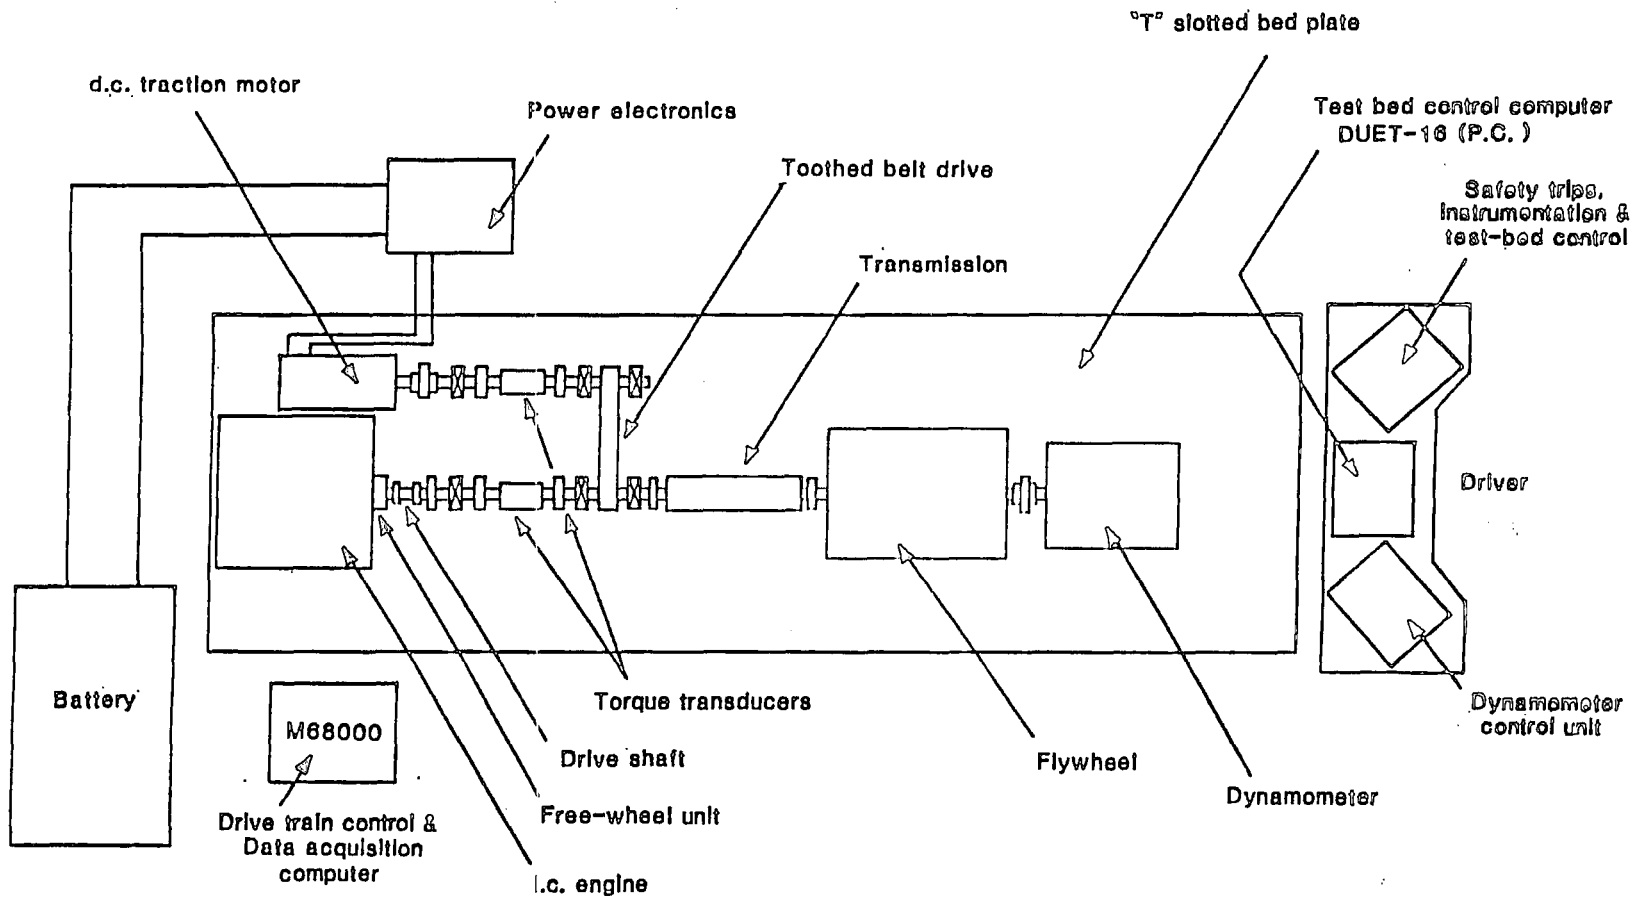 "T" slotted bed plate
d.c. traction motor
Power electronics
Test bed control computer
DUET-16 (P.C. )
Toothed belt drive
Safety trips,
instrumentation &
test-bed control
Transmission
Driver
Battery
Torque transducers
M68000
Drive shaft
Flywheel
Dynamometer
control unit
Dynamometer
Free-wheel unit
Drive train control &
Data acquisition
computer
i.c. engine